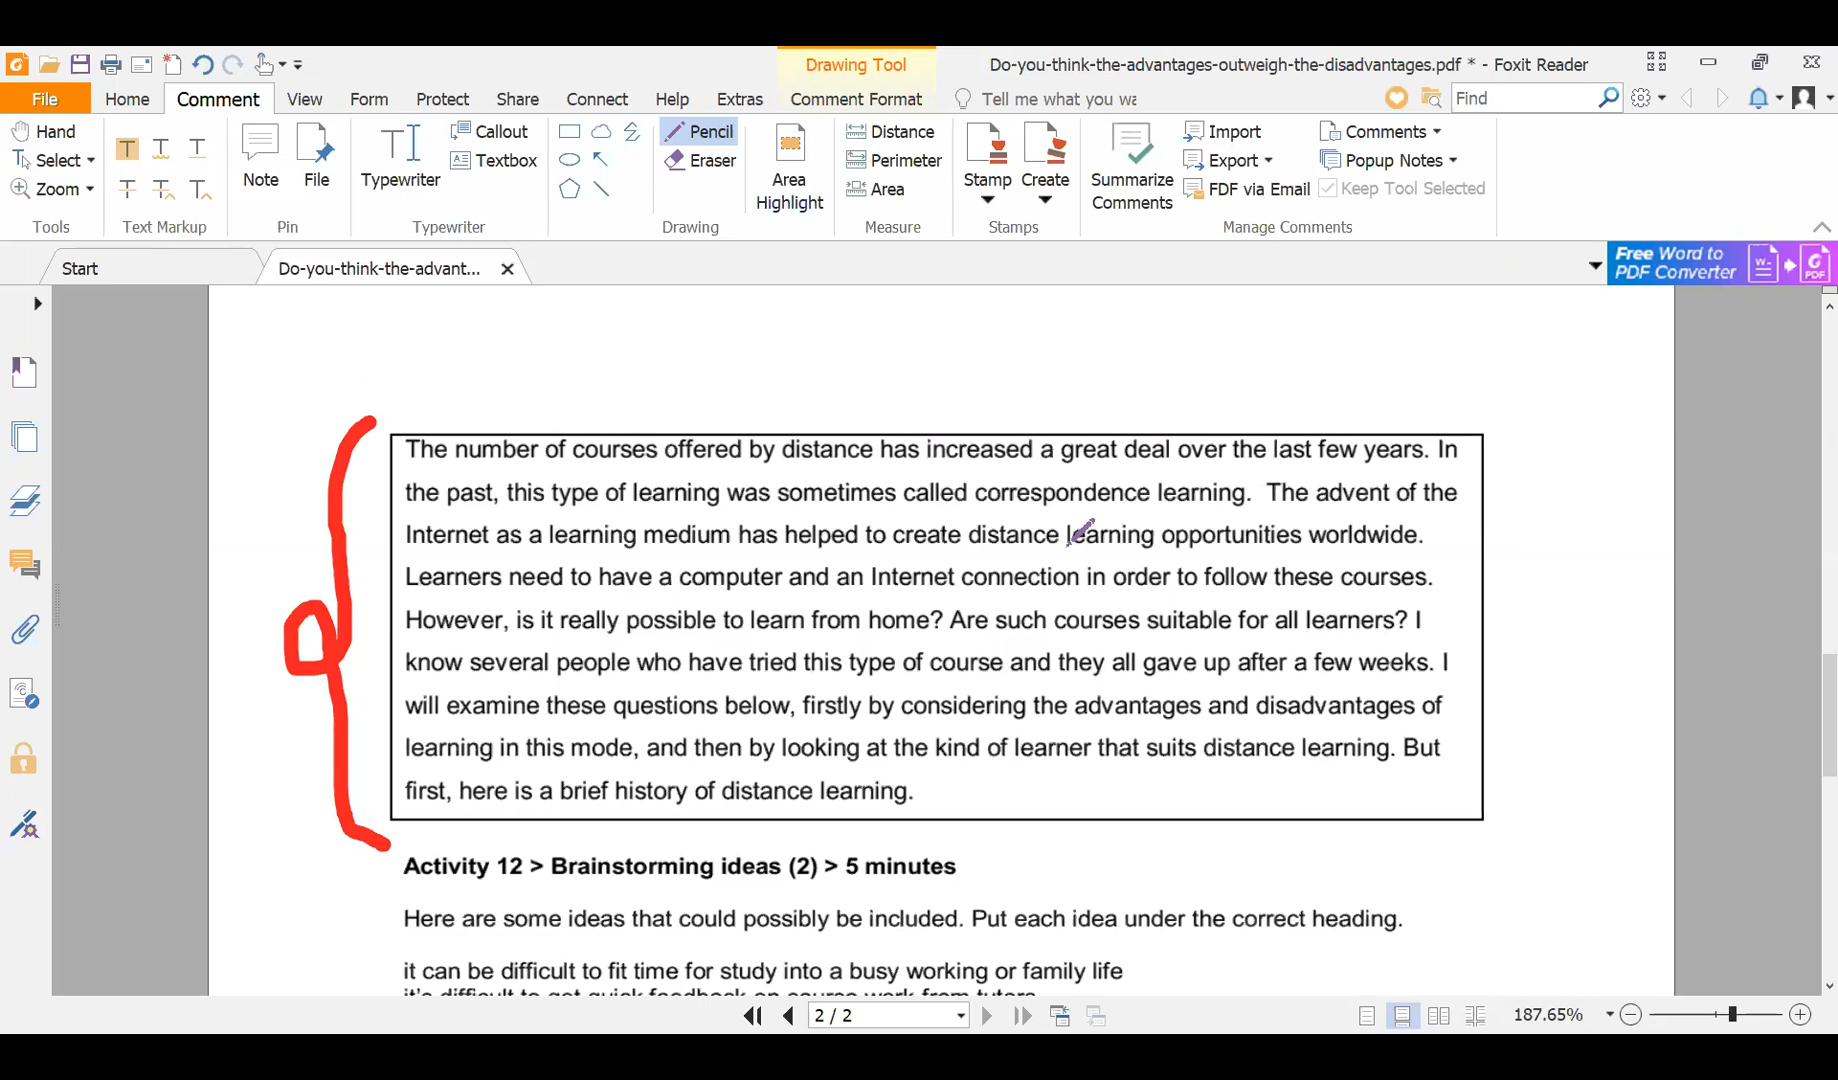 Drawing Tool
Do-you-think-the-advantages-outweigh-the-disadvantages.pdf * - Foxit Reader
File Home Comment View Form Protect Share Connect Help Extras Comment Format Tell me what you wa Find
Hand
Select
Zoom
Tools
Text Markup
Note
File
Pin
Typewriter
Callout
Textbox
Typewriter
Pencil
Eraser
Drawing
Area
Highlight
Distance
Perimeter
Area
Measure
Stamp
Create
Stamps
Summarize
Comments
Import
Export
FDF via Email
Comments
Popup Notes
Keep Tool Selected
Manage Comments
Start
Do-you-think-the-advant...
Free Word to
PDF Converter
W
PDF
The number of courses offered by distance has increased a great deal over the last few years. In
the past, this type of learning was sometimes called correspondence learning. The advent of the
Internet as a learning medium has helped to create distance learning opportunities worldwide.
Learners need to have a computer and an Internet connection in order to follow these courses.
However, is it really possible to learn from home? Are such courses suitable for all learners? I
know several people who have tried this type of course and they all gave up after a few weeks. I
will examine these questions below, firstly by considering the advantages and disadvantages of
learning in this mode, and then by looking at the kind of learner that suits distance learning. But
first, here is a brief history of distance learning.
Activity 12 > Brainstorming ideas (2) > 5 minutes
Here are some ideas that could possibly be included. Put each idea under the correct heading.
it can be difficult to fit time for study into a busy working or family life
it's difficult to get quick feedback on course work from tutors
2 / 2
187.65%